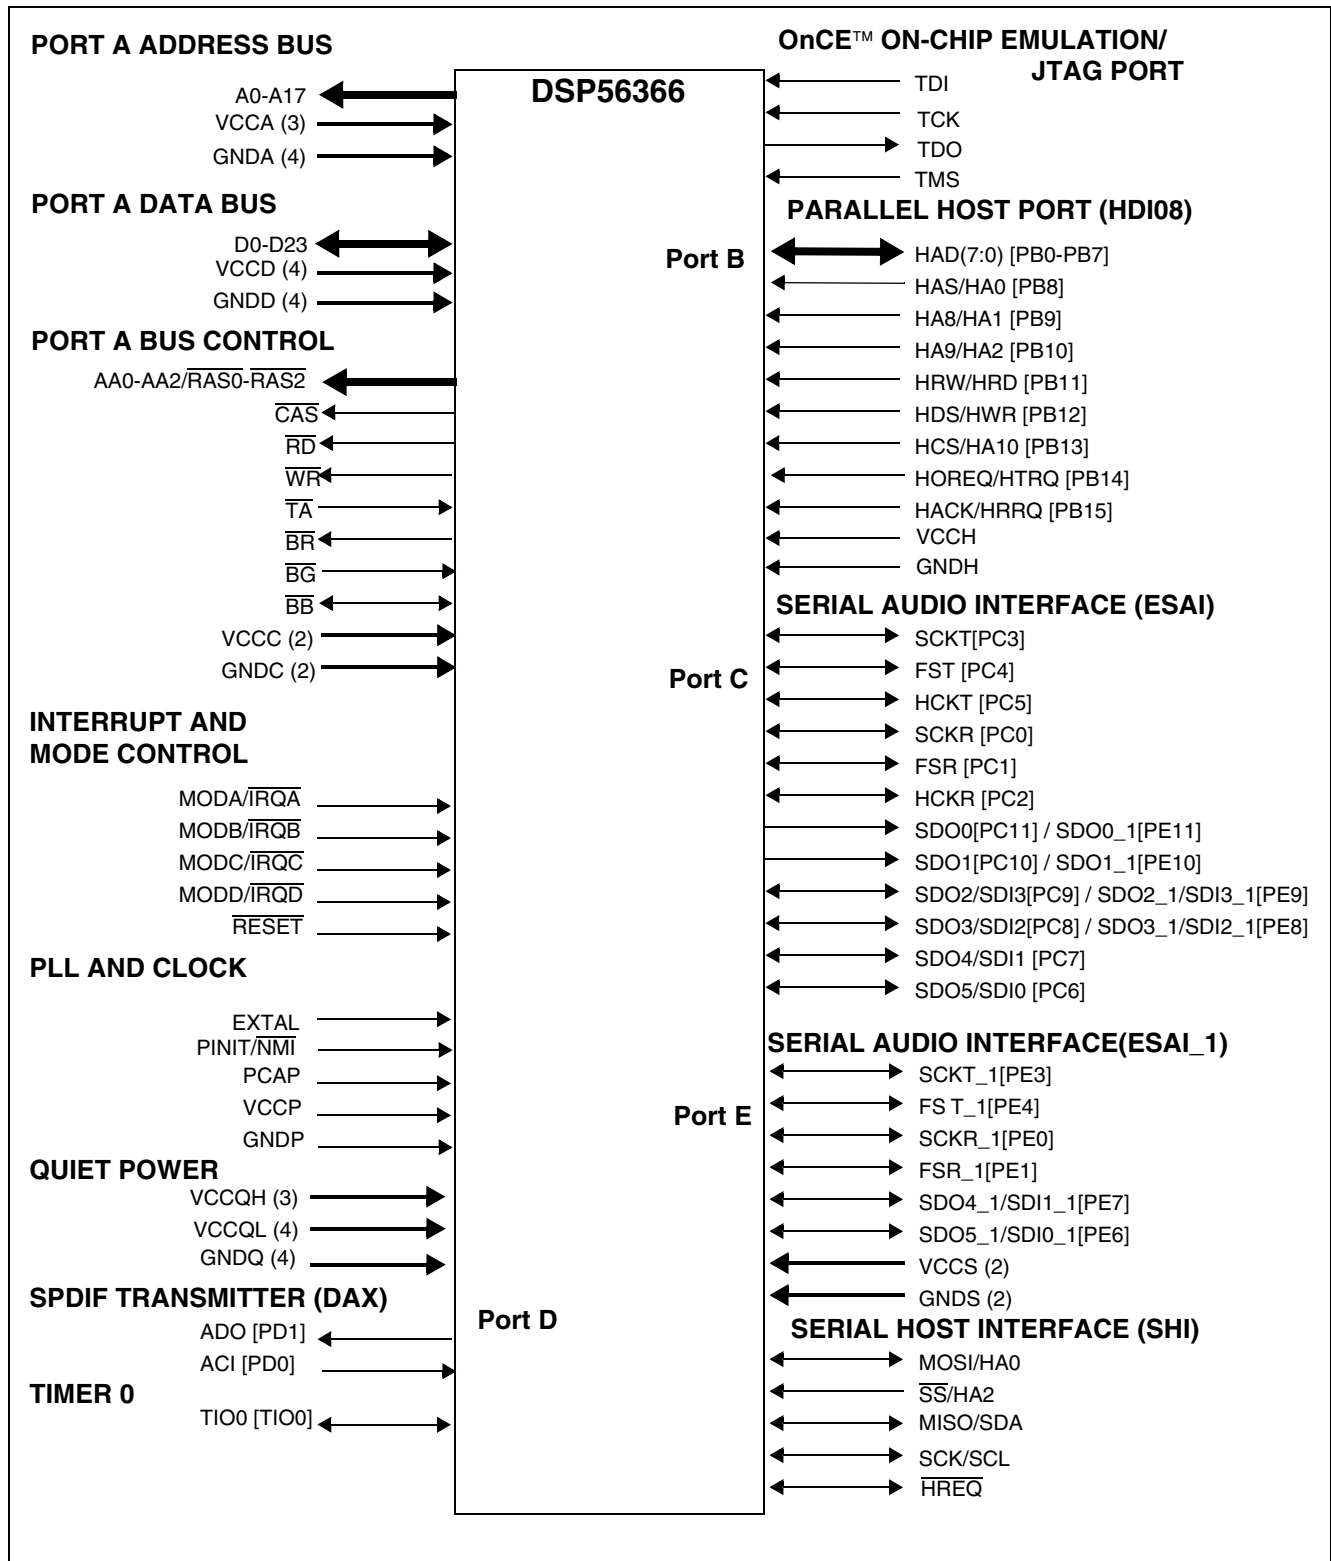 PORT A ADDRESS BUS
A0-A17
VCCA (3)
GNDA (4)
PORT A DATA BUS
D0-D23
VCCD (4)
GNDD (4)
PORT A BUS CONTROL
AA0-AA2/RAS0-RAS2
CAS
RD
WR
TA
BR
BG
BB
VCCC (2)
GNDC (2)
INTERRUPT AND
MODE CONTROL
MODA/IRQA
MODB/IRQB
MODC/IRQC
MODD/IRQD
RESET
PLL AND CLOCK
EXTAL
PINIT/NMI
PCAP
VCCP
GNDP
QUIET POWER
VCCQH (3)
VCCQL (4)
GNDQ (4)
SPDIF TRANSMITTER (DAX)
ADO [PD1]
ACI [PD0]
TIMER 0
TIO0 [TIO0]
DSP56366
Port B
Port C
Port E
Port D
OnCE™ ON-CHIP EMULATION/
JTAG PORT
TDI
TCK
TDO
TMS
PARALLEL HOST PORT (HDI08)
HAD(7:0) [PB0-PB7]
HAS/HA0 [PB8]
HA8/HA1 [PB9]
HA9/HA2 [PB10]
HRW/HRD [PB11]
HDS/HWR [PB12]
HCS/HA10 [PB13]
HOREQ/HTRQ [PB14]
HACK/HRRQ [PB15]
VCCH
GNDH
SERIAL AUDIO INTERFACE (ESAI)
SCKT[PC3]
FST [PC4]
HCKT [PC5]
SCKR [PC0]
FSR [PC1]
HCKR [PC2]
SDO0[PC11] / SDO0_1[PE11]
SDO1[PC10] / SDO1_1[PE10]
SDO2/SDI3[PC9] / SDO2_1/SDI3_1[PE9]
SDO3/SDI2[PC8] / SDO3_1/SDI2_1[PE8]
SDO4/SDI1 [PC7]
SDO5/SDI0 [PC6]
SERIAL AUDIO INTERFACE(ESAI_1)
SCKT_1[PE3]
FS T_1[PE4]
SCKR_1[PE0]
FSR_1[PE1]
SDO4_1/SDI1_1[PE7]
SDO5_1/SDI0_1[PE6]
VCCS (2)
GNDS (2)
SERIAL HOST INTERFACE (SHI)
MOSI/HA0
SS/HA2
MISO/SDA
SCK/SCL
HREQ